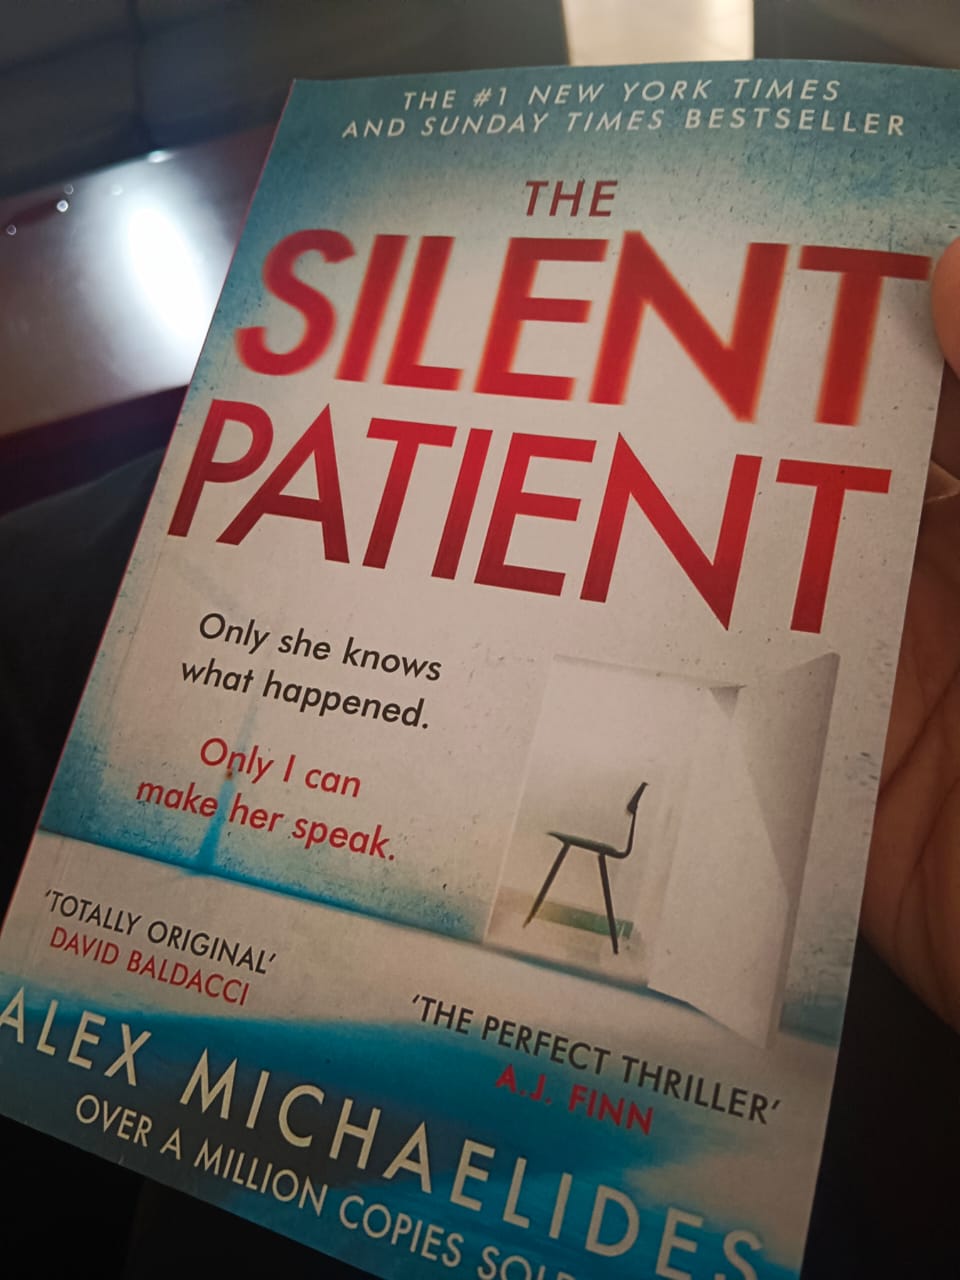 THE #1 NEW YORK TIMES
AND SUNDAY TIMES BESTSELLER
THE
SILENT
PATIENT
Only she knows
what happened.
Only I can
make her speak.
'TOTALLY ORIGINAL'
DAVID BALDACCI
'THE PERFECT THRILLER'
A.J. FINN
ALEX MICHAELIDES
OVER A MILLION COPIES